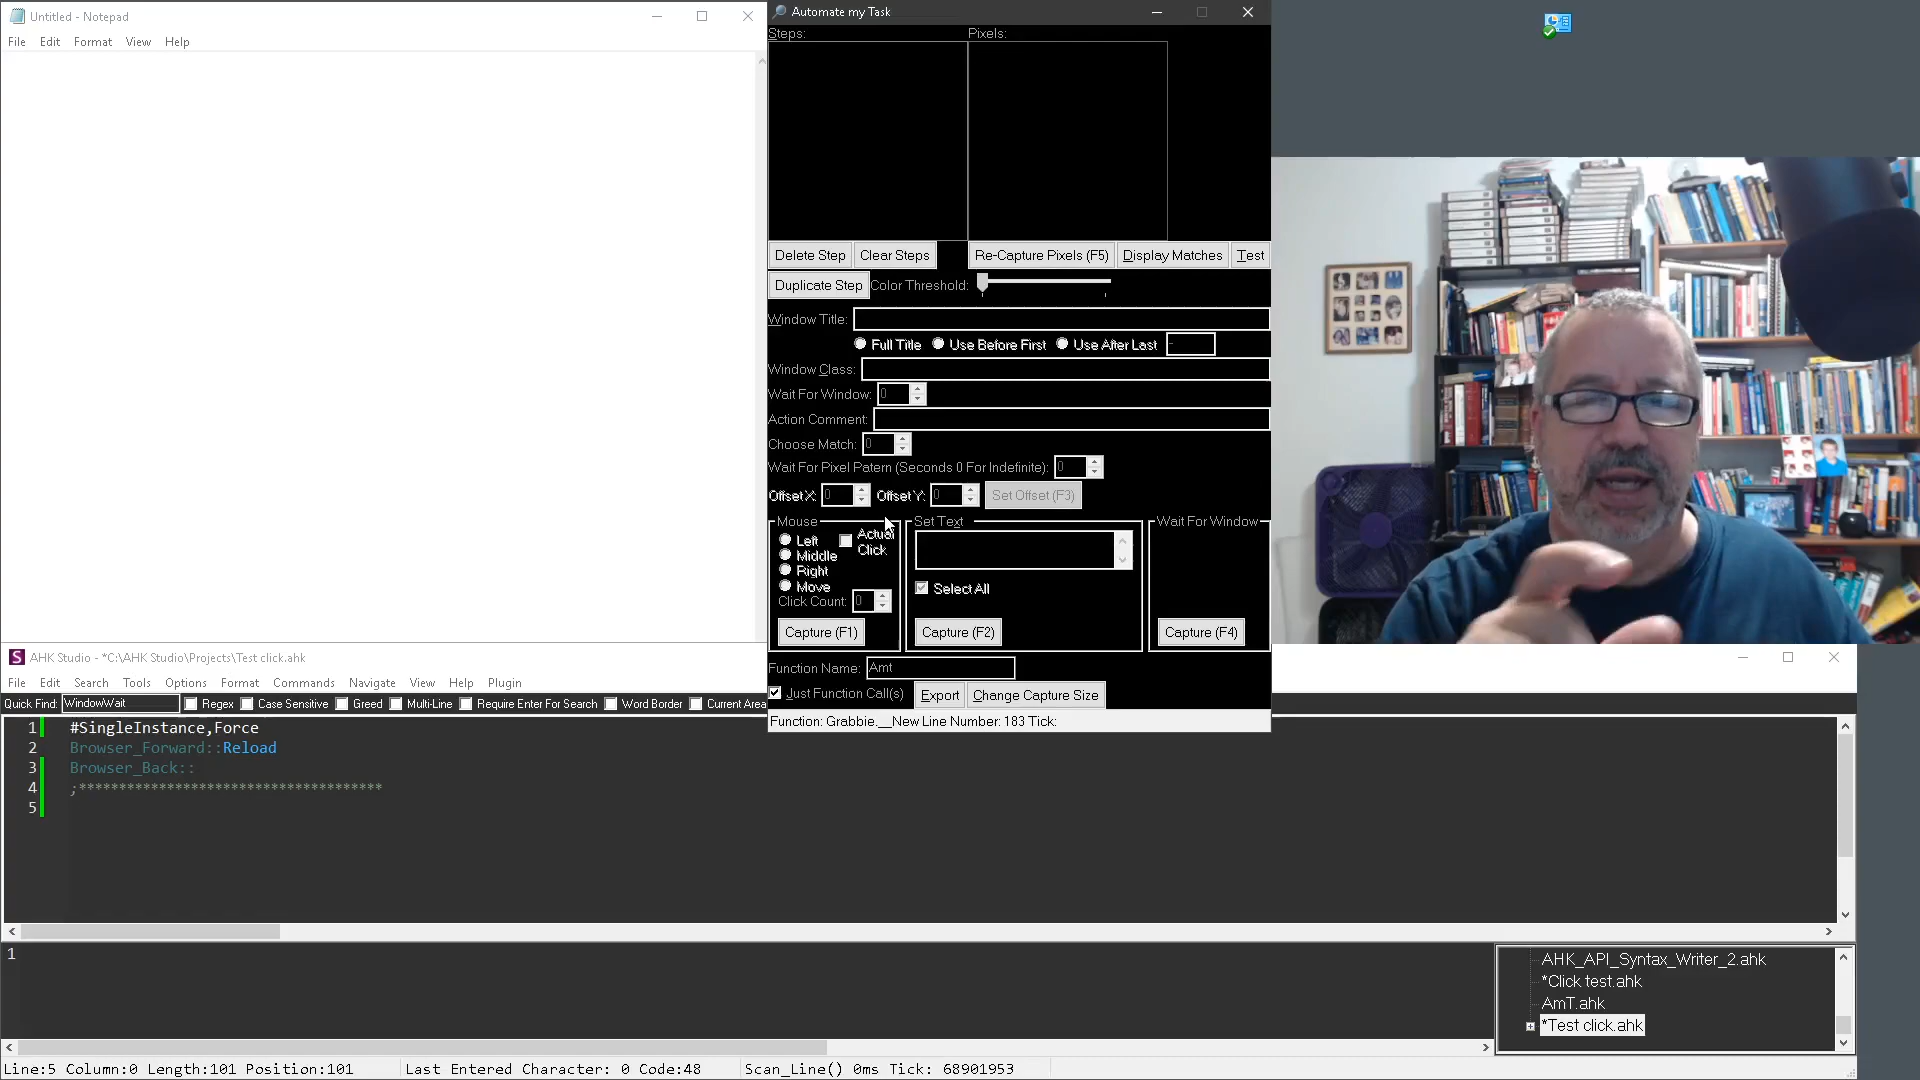 Untitled - Notepad
File Edit Format View Help
Automate my Task
Steps: Pixels:
Delete Step Clear Steps Re-Capture Pixels (F5) Display Matches Test
Duplicate Step Color Threshold:
Window Title:
Full Title Use Before First Use After Last -
Window Class:
Wait For Window: 0
Action Comment:
Choose Match: 0
Wait For Pixel Patern (Seconds 0 For Indefinite): 0
Offset X: 0 Offset Y: 0 Set Offset (F3)
Mouse Set Text Wait For Window
Left Actual
Click
Middle
Right
Move
Select All
Click Count: 0
Capture (F1) Capture (F2) Capture (F4)
Function Name: Amt
Just Function Call(s) Export Change Capture Size
Function: Grabbie.__New Line Number: 183 Tick:
AHK Studio - *C:\AHK Studio\Projects\Test click.ahk
File Edit Search Tools Options Format Commands Navigate View Help Plugin
Quick Find: WindowWait Regex Case Sensitive Greed Multi-Line Require Enter For Search Word Border Current Area
1 #SingleInstance,Force
2 Browser_Forward::Reload
3 Browser_Back::
4 ;**************************************
5
1
AHK_API_Syntax_Writer_2.ahk
*Click test.ahk
AmT.ahk
*Test click.ahk
Line:5 Column:0 Length:101 Position:101 Last Entered Character: 0 Code:48 Scan_Line() 0ms Tick: 68901953